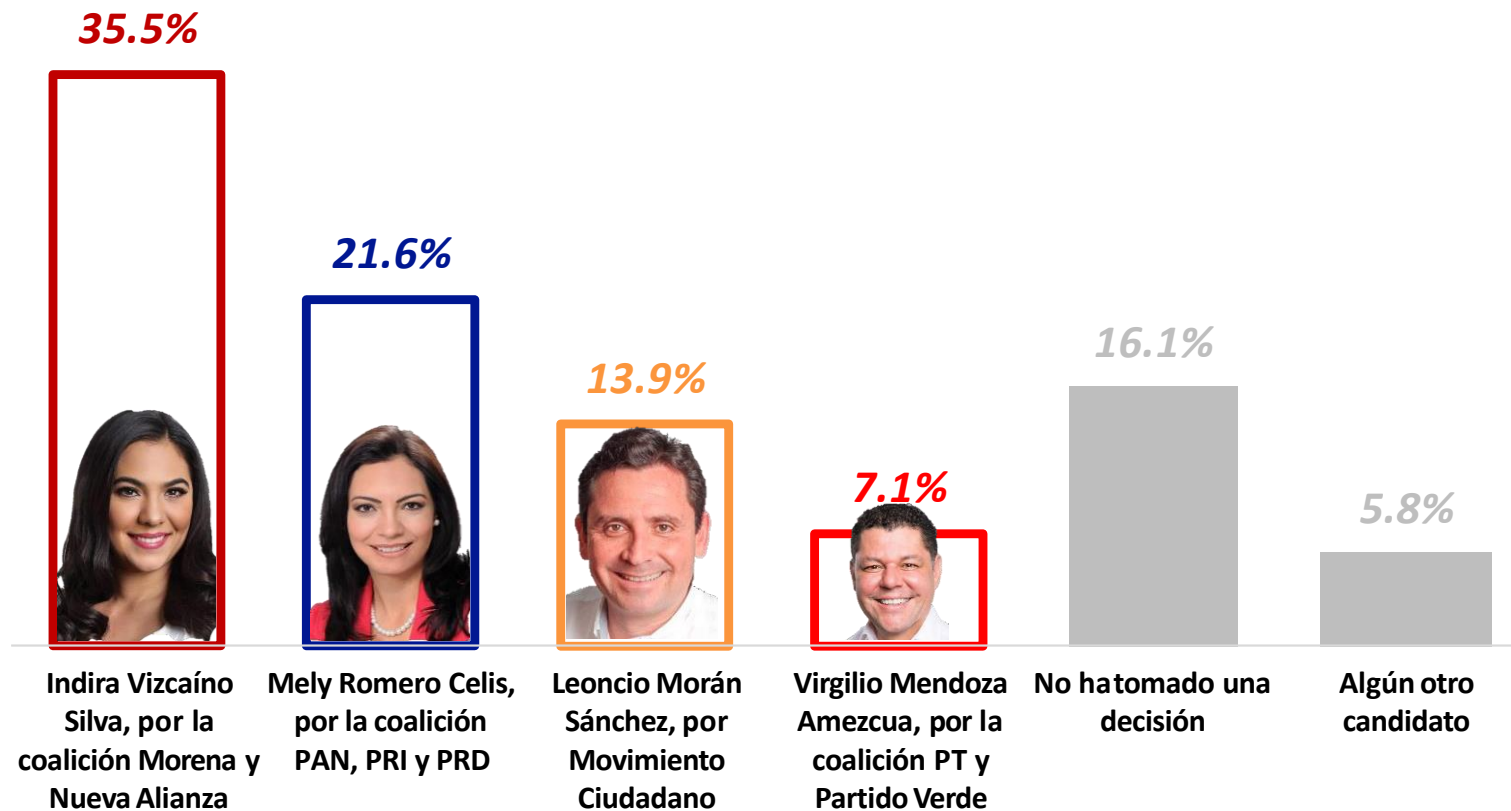 35.5%
21.6%
13.9%
7.1%
16.1%
5.8%
Indira Vizcaíno
Silva, por la
coalición Morena y
Nueva Alianza
Mely Romero Celis,
por la coalición
PAN, PRI y PRD
Leoncio Morán
Sánchez, por
Movimiento
Ciudadano
Virgilio Mendoza
Amezcua, por la
coalición PT y
Partido Verde
No ha tomado una
decisión
Algún otro
candidato